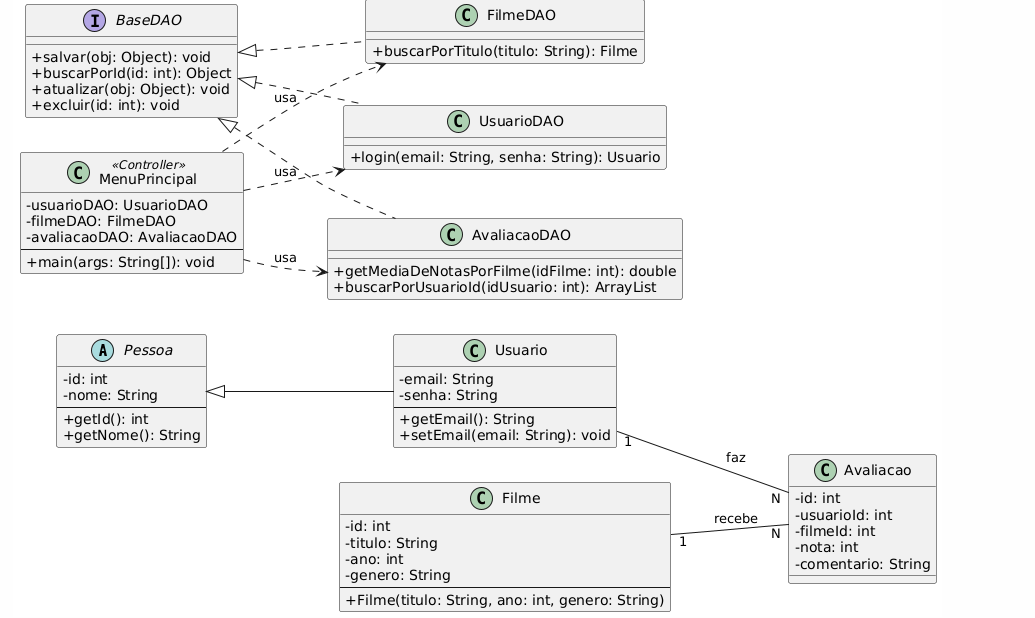 I BaseDAO
+salvar(obj: Object): void
+buscarPorId(id: int): Object
+atualizar(obj: Object): void
+excluir(id: int): void
C FilmeDAO
+buscarPorTitulo(titulo: String): Filme
usa
C UsuarioDAO
+login(email: String, senha: String): Usuario
«Controller»
C MenuPrincipal
-usuarioDAO: UsuarioDAO
-filmeDAO: FilmeDAO
-avaliacaoDAO: AvaliacaoDAO
+main(args: String[]): void
usa
usa
C AvaliacaoDAO
+getMediaDeNotasPorFilme(idFilme: int): double
+buscarPorUsuarioId(idUsuario: int): ArrayList
A Pessoa
-id: int
-nome: String
+getId(): int
+getNome(): String
C Usuario
-email: String
-senha: String
+getEmail(): String
+setEmail(email: String): void
1
faz
N
C Filme
-id: int
-titulo: String
-ano: int
-genero: String
+Filme(titulo: String, ano: int, genero: String)
1
recebe
N
C Avaliacao
-id: int
-usuarioId: int
-filmeId: int
-nota: int
-comentario: String